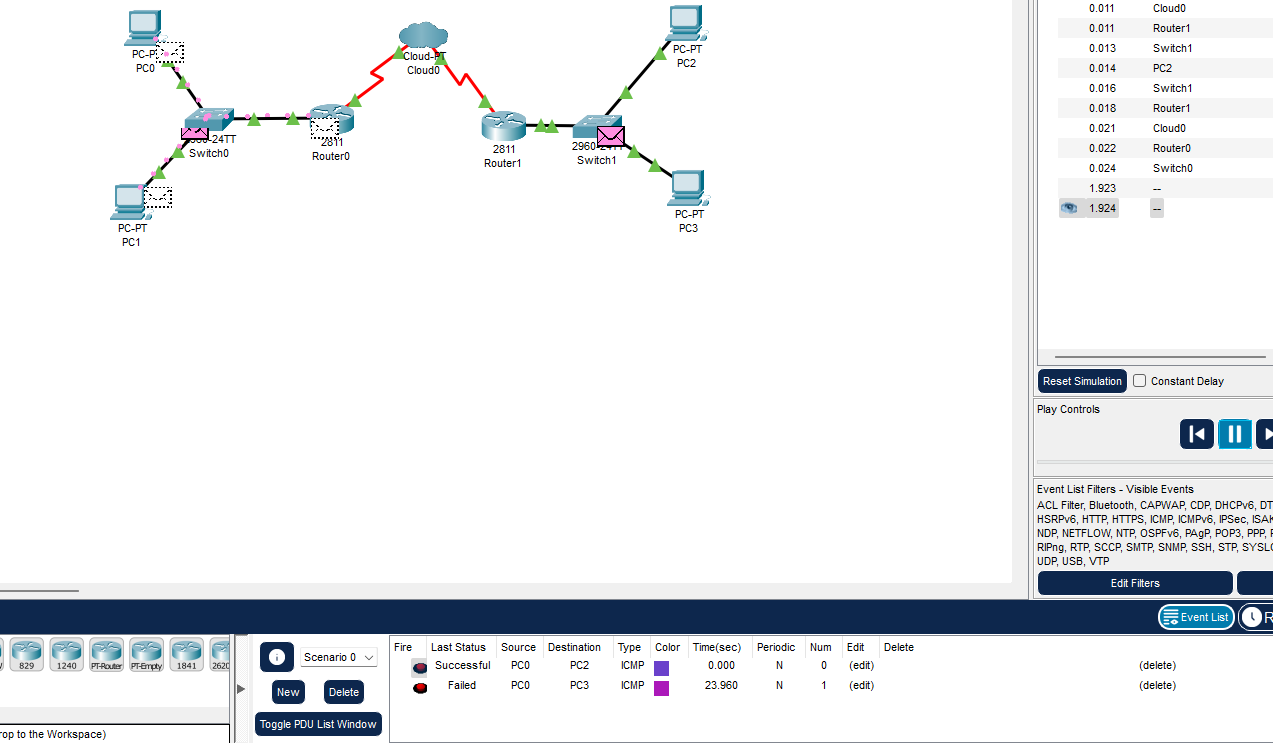 PC-P
PC0
Cloud-PT
Cloud0
PC-PT
PC2
-24TT
Switch0
2811
Router0
2811
Router1
2960-24TT
Switch1
PC-PT
PC1
PC-PT
PC3
0.011 Cloud0
0.011 Router1
0.013 Switch1
0.014 PC2
0.016 Switch1
0.018 Router1
0.021 Cloud0
0.022 Router0
0.024 Switch0
1.923 --
1.924 --
Reset Simulation Constant Delay
Play Controls
Event List Filters - Visible Events
ACL Filter, Bluetooth, CAPWAP, CDP, DHCPv6, DT
HSRPv6, HTTP, HTTPS, ICMP, ICMPv6, IPSec, ISAK
NDP, NETFLOW, NTP, OSPFv6, PAgP, POP3, PPP,
RIPng, RTP, SCCP, SMTP, SNMP, SSH, STP, SYSLO
UDP, USB, VTP
Edit Filters
Event List R
829 1240 PT-Router PT-Empty 1841 2620
Scenario 0
New Delete
Toggle PDU List Window
Fire Last Status Source Destination Type Color Time(sec) Periodic Num Edit Delete
Successful PC0 PC2 ICMP 0.000 N 0 (edit) (delete)
Failed PC0 PC3 ICMP 23.960 N 1 (edit) (delete)
rop to the Workspace)